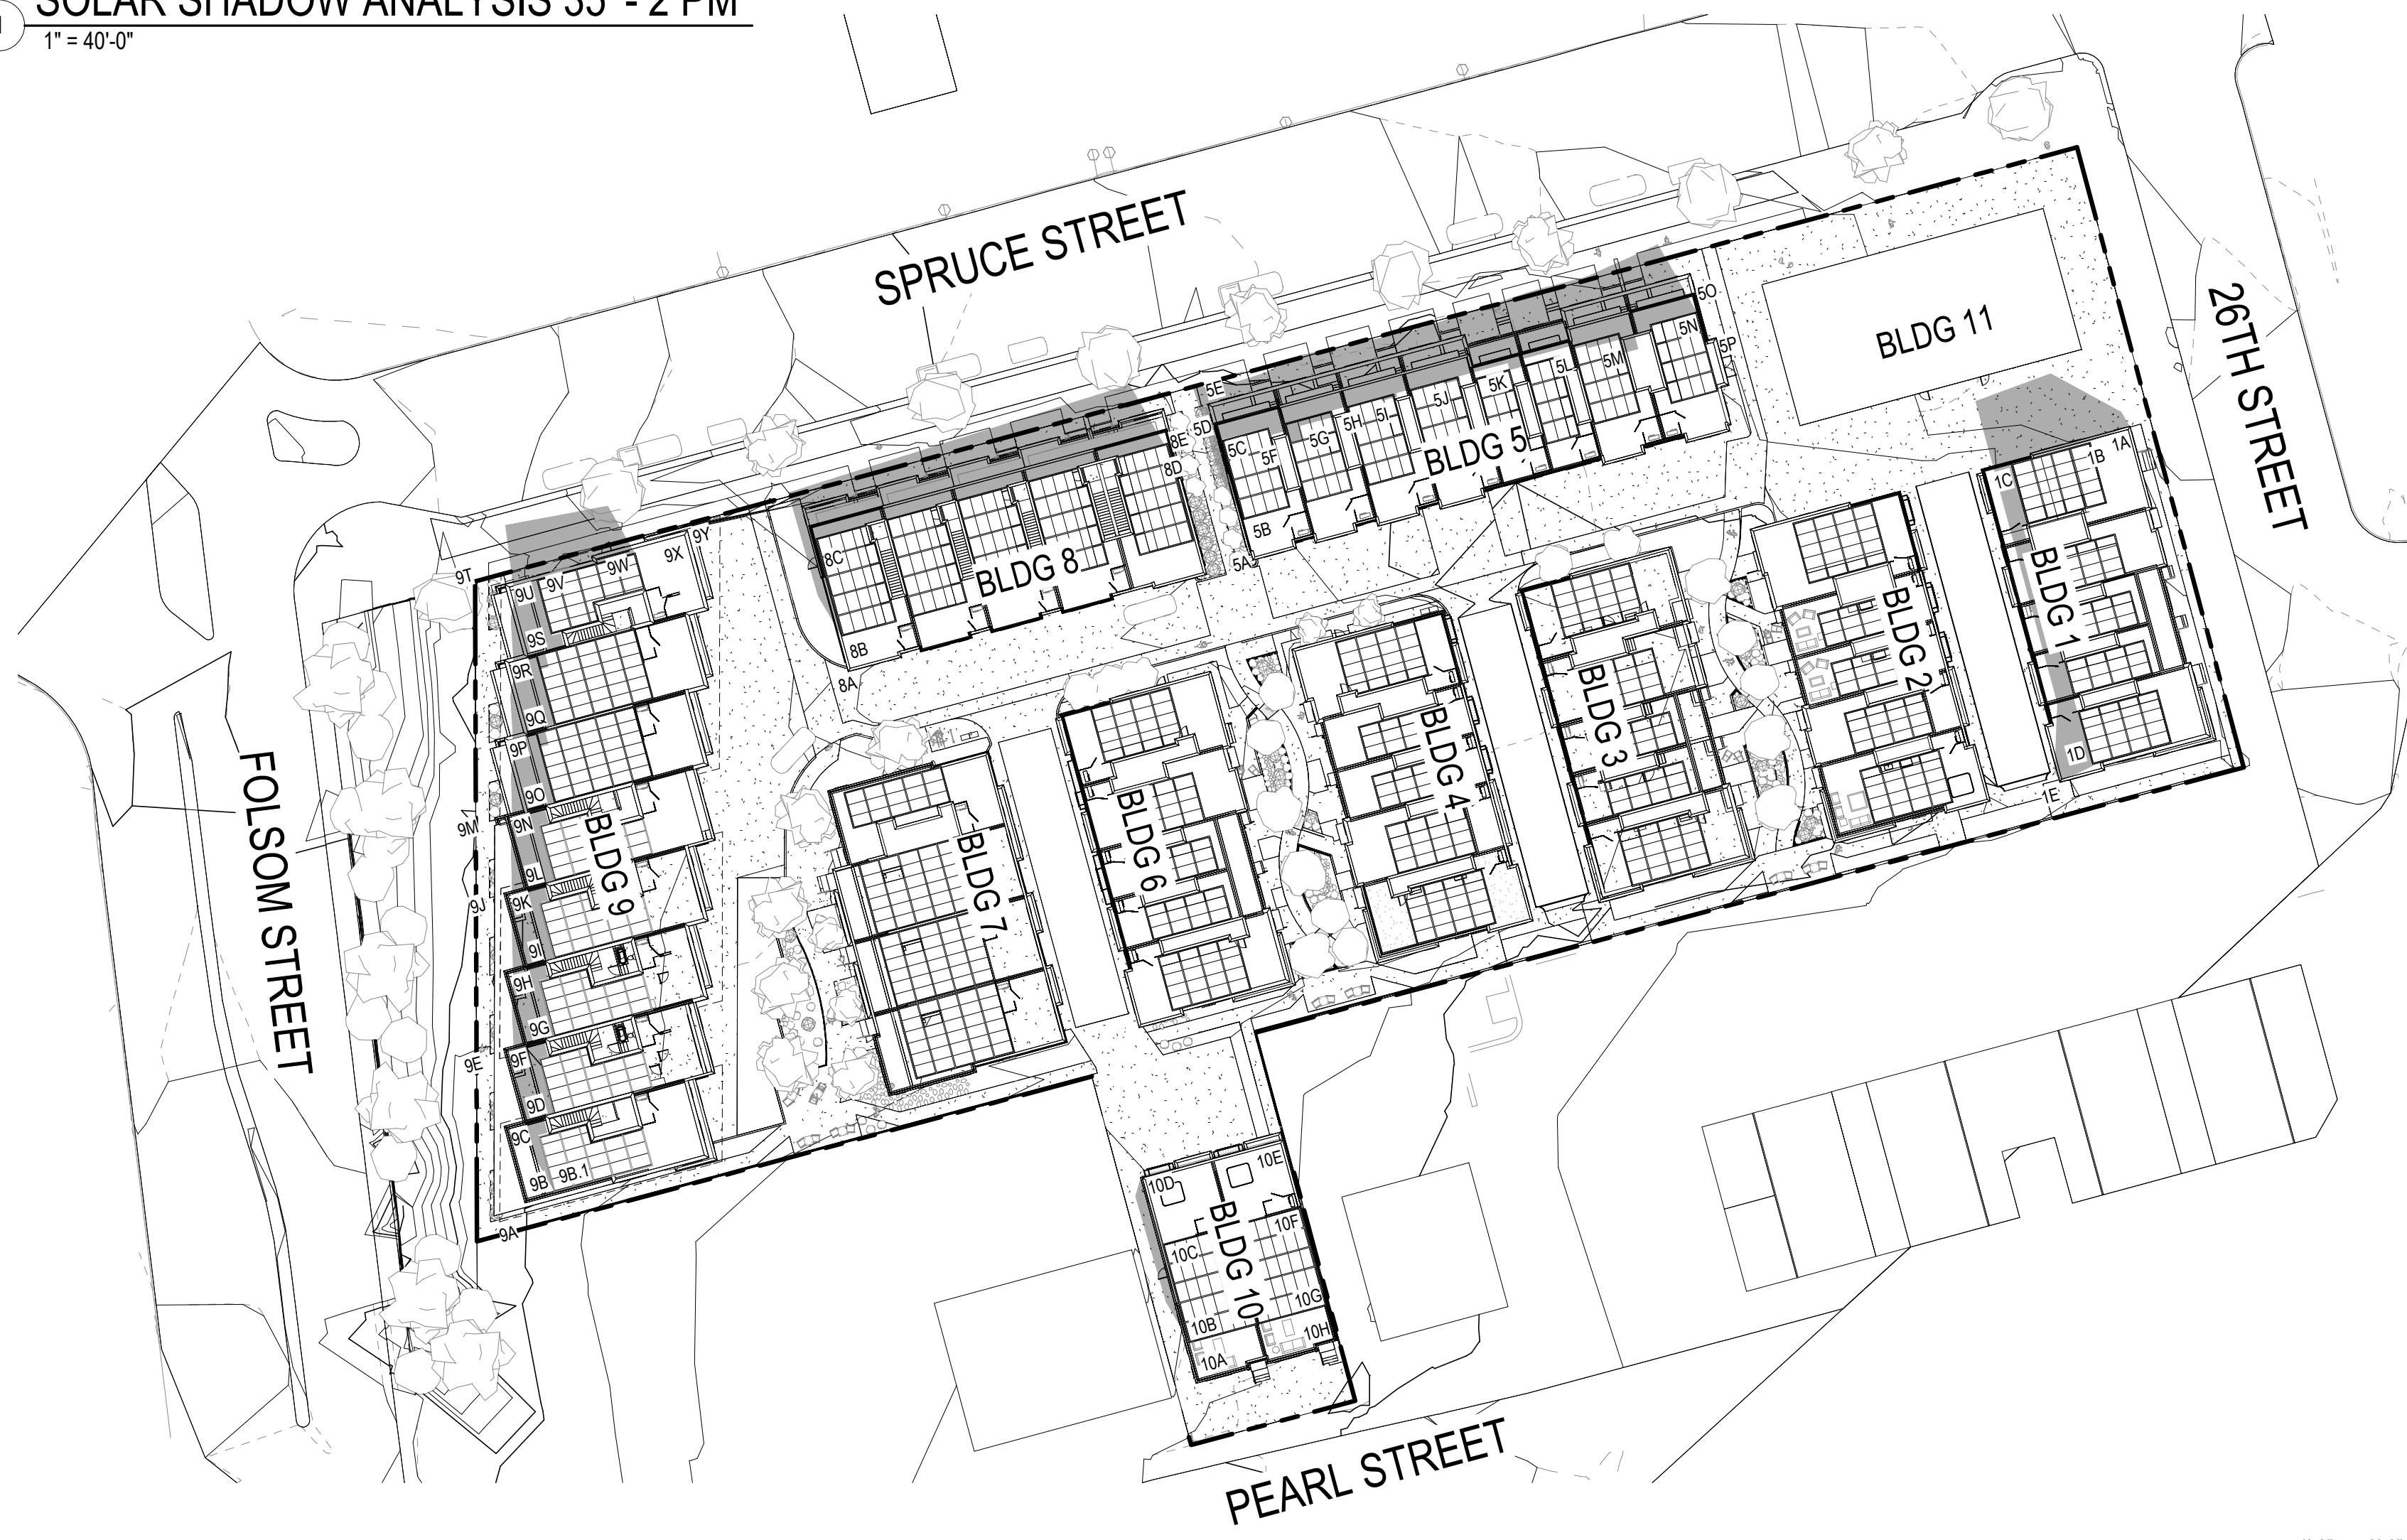 SOLAR SHADOW ANALYSIS 35' - 2 PM
1" = 40'-0"
SPRUCE STREET
26TH STREET
FOLSOM STREET
PEARL STREET
BLDG 11
1A
1B
1C
BLDG 1
1D
1E
BLDG 2
BLDG 3
BLDG 4
5O
5N
5P
5M
5L
5K
5J
5I
5H
5G
5F
5E
5D
5C
5B
5A
BLDG 5
BLDG 6
BLDG 7
8E
8D
8C
BLDG 8
8B
8A
9Y
9X
9W
9V
9U
9T
9S
9R
9Q
9P
9O
9N
9M
9L
9K
9J
9I
9H
9G
9F
9E
9D
9C
9B
9B.1
9A
BLDG 9
10E
10D
10F
10C
BLDG 10
10G
10B
10H
10A